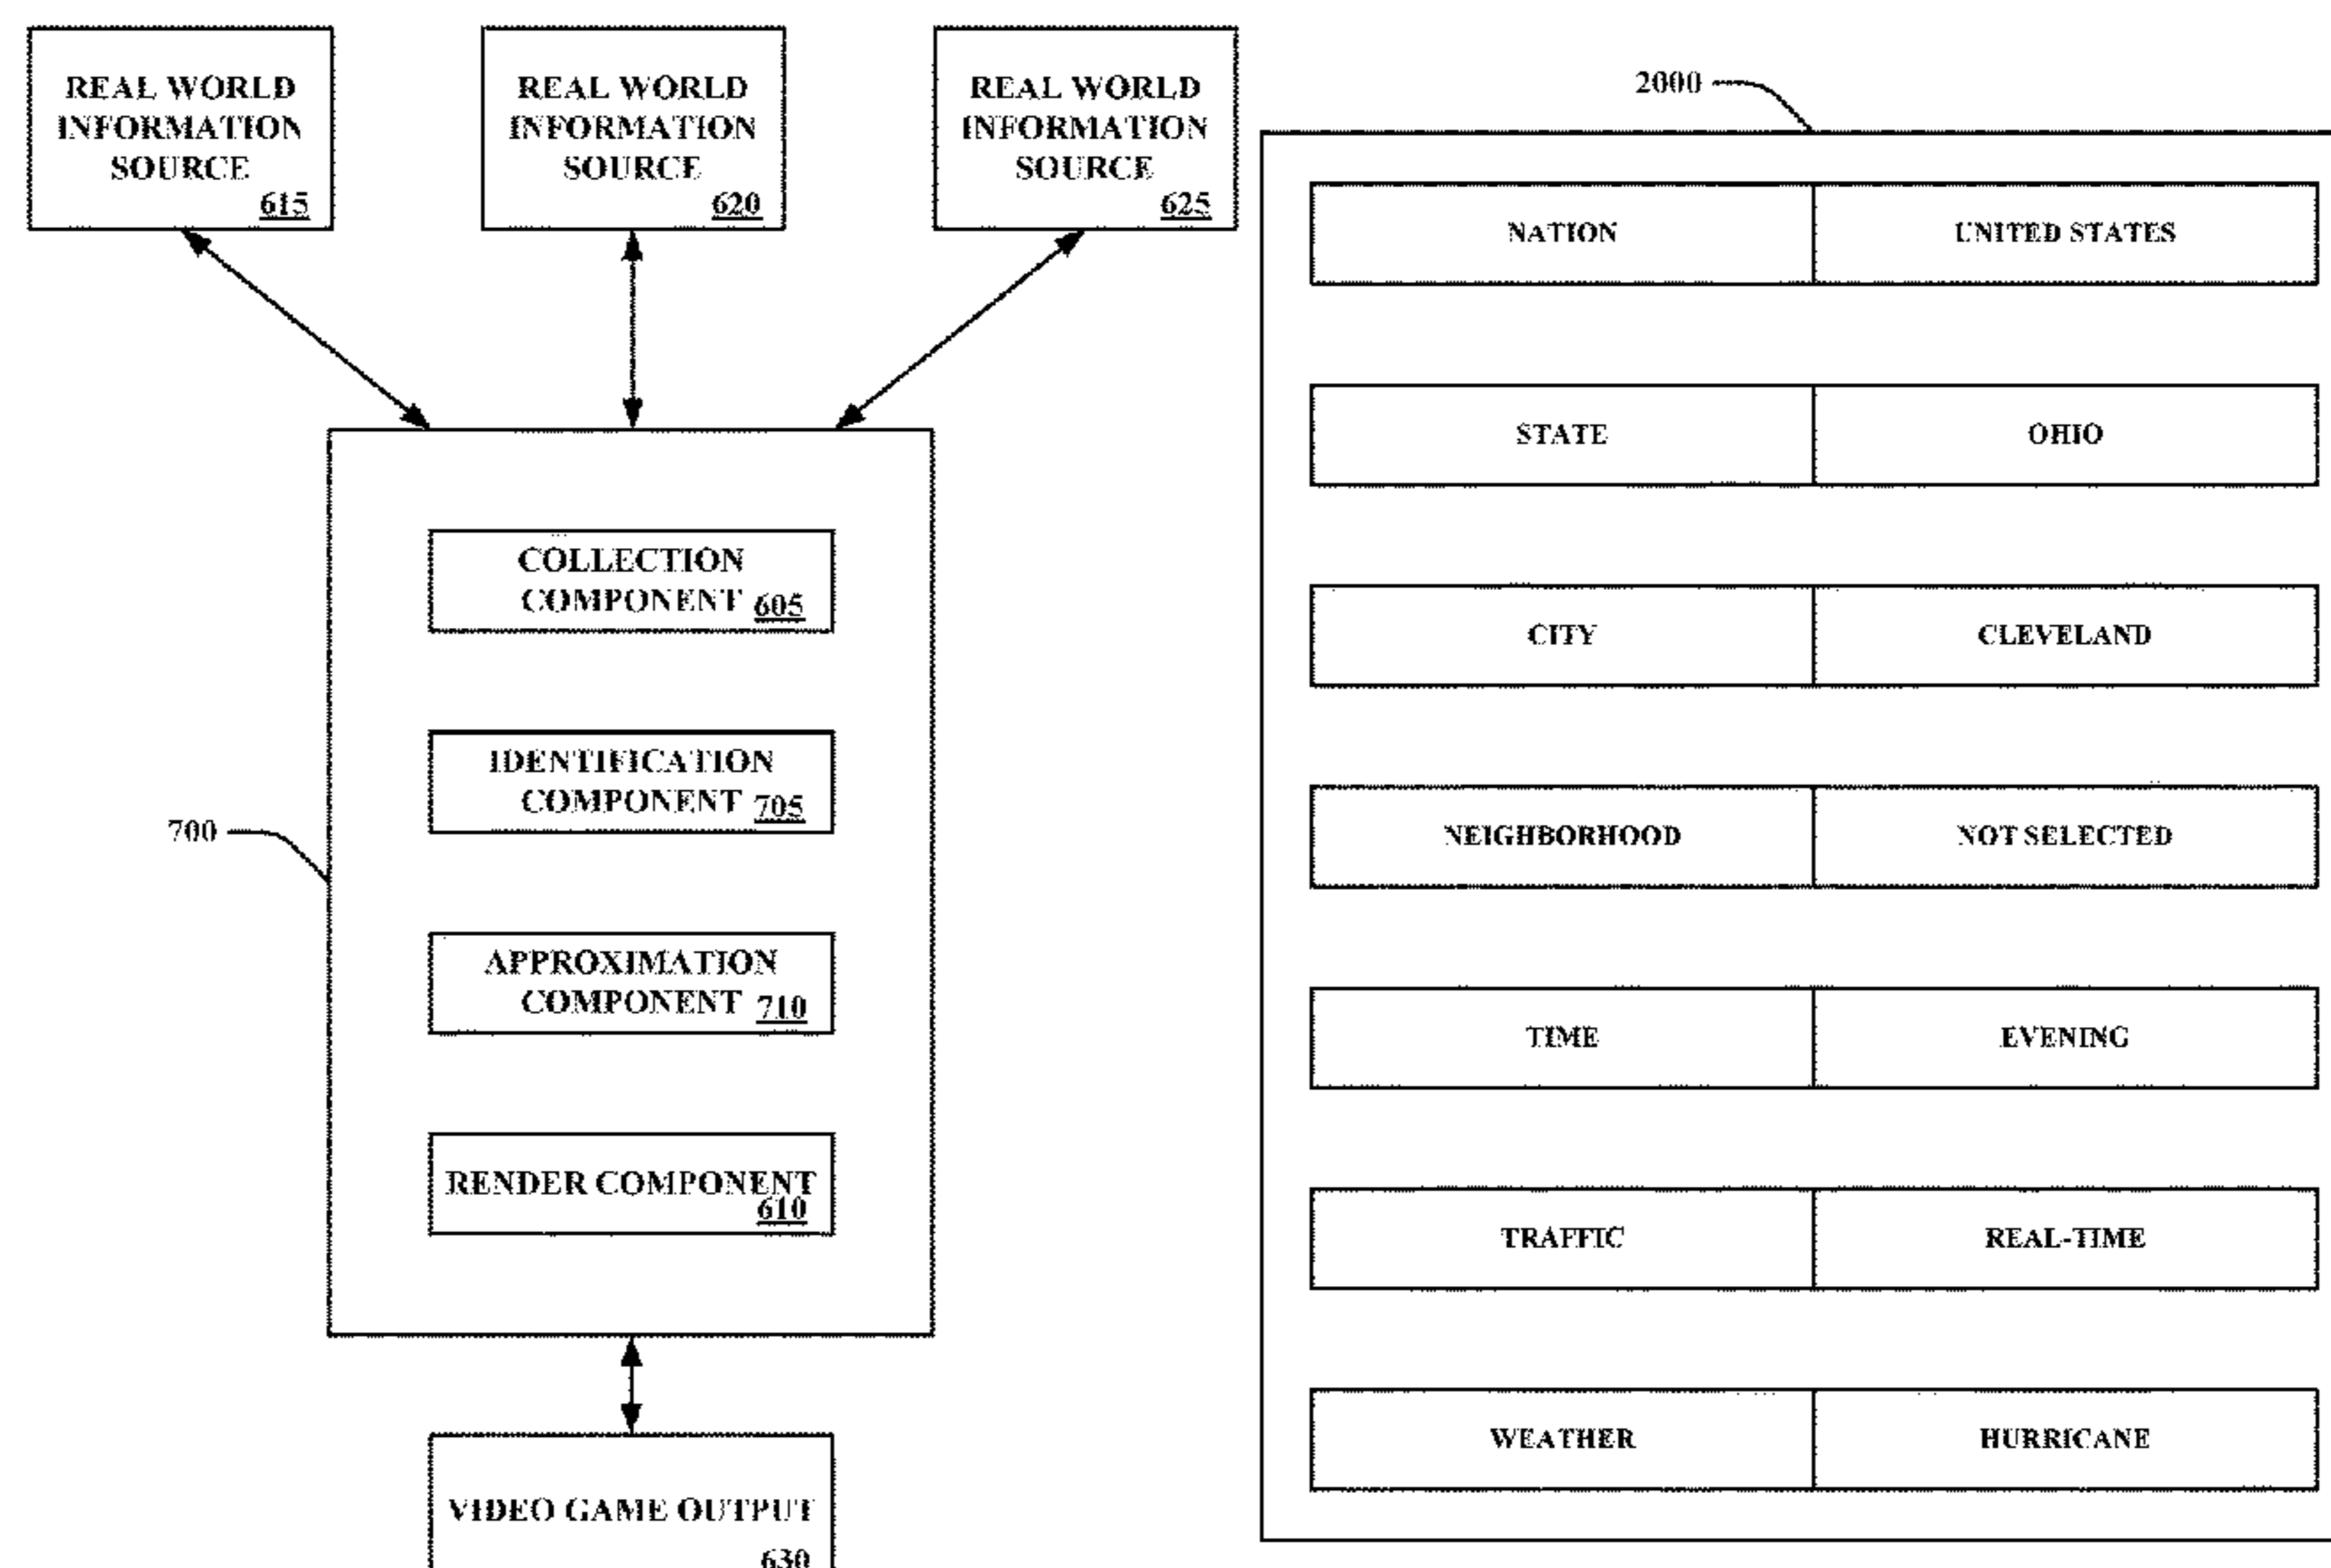 REAL WORLD
INFORMATION
SOURCE
615
REAL WORLD
INFORMATION
SOURCE
620
REAL WORLD
INFORMATION
SOURCE
625
COLLECTION
COMPONENT 605
IDENTIFICATION
COMPONENT 705
700
APPROXIMATION
COMPONENT 710
RENDER COMPONENT
610
VIDEO GAME OUTPUT
630
2000
NATION UNITED STATES
STATE OHIO
CITY CLEVELAND
NEIGHBORHOOD NOT SELECTED
TIME EVENING
TRAFFIC REAL-TIME
WEATHER HURRICANE